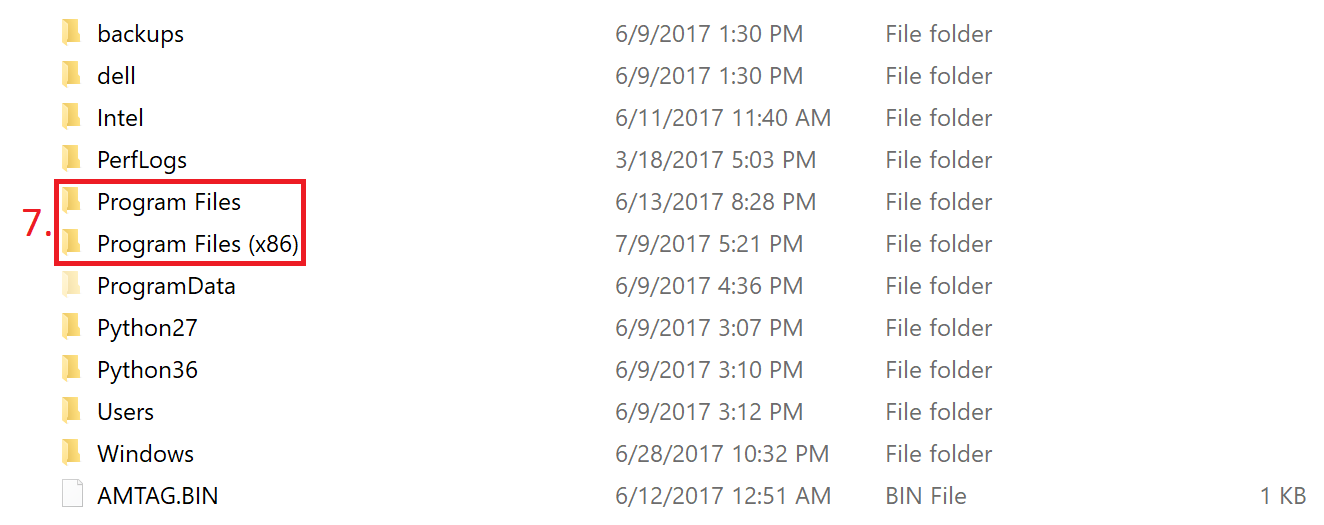 backups 6/9/2017 1:30 PM File folder
dell 6/9/2017 1:30 PM File folder
Intel 6/11/2017 11:40 AM File folder
PerfLogs 3/18/2017 5:03 PM File folder
Program Files 6/13/2017 8:28 PM File folder
7.
Program Files (x86) 7/9/2017 5:21 PM File folder
ProgramData 6/9/2017 4:36 PM File folder
Python27 6/9/2017 3:07 PM File folder
Python36 6/9/2017 3:10 PM File folder
Users 6/9/2017 3:12 PM File folder
Windows 6/28/2017 10:32 PM File folder
AMTAG.BIN 6/12/2017 12:51 AM BIN File 1 KB